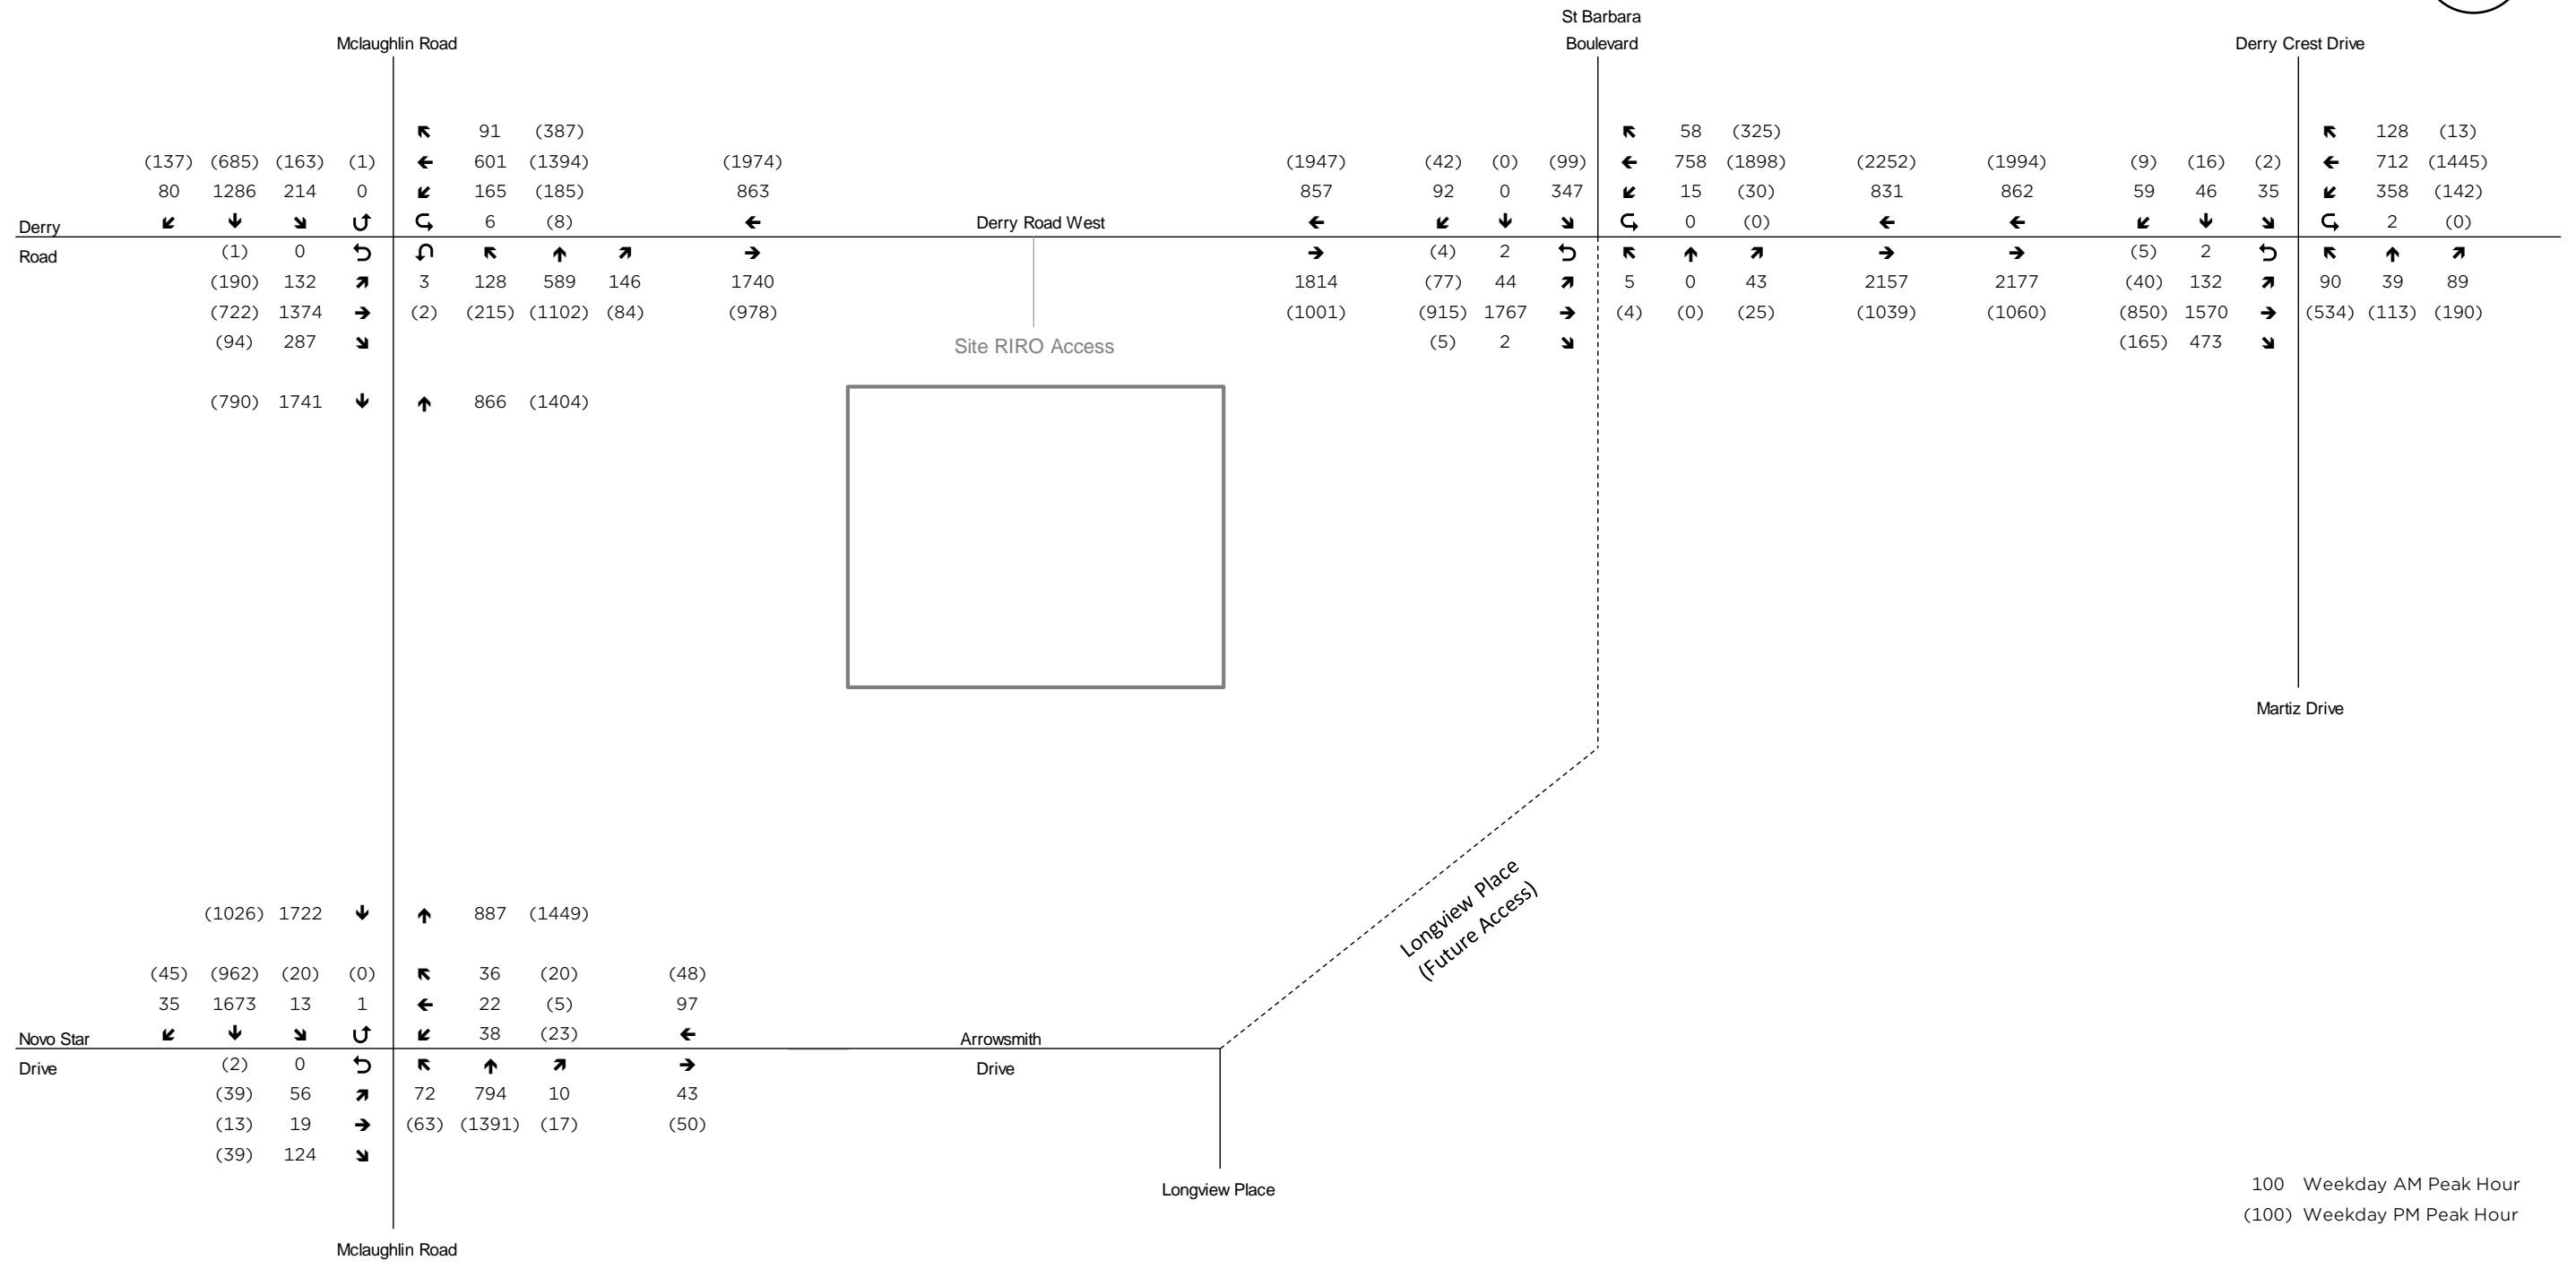 St Barbara
Mclaughlin Road Boulevard Derry Crest Drive
🡬 91 (387) 🡬 58 (325) 🡬 128 (13)
(137) (685) (163) (1) 🡨 601 (1394) (1974) (1947) (42) (0) (99) 🡨 758 (1898) (2252) (1994) (9) (16) (2) 🡨 712 (1445)
80 1286 214 0 🡯 165 (185) 863 857 92 0 347 🡯 15 (30) 831 862 59 46 35 🡯 358 (142)
Derry 🡯 🡫 🡮 ⮍ ⮎ 6 (8) 🡨 Derry Road West 🡨 🡯 🡫 🡮 ⮎ 0 (0) 🡨 🡨 🡯 🡫 🡮 ⮎ 2 (0)
Road (1) 0 ⮌ ⮏ 🡬 🡩 🡭 🡪 🡪 (4) 2 ⮌ 🡬 🡩 🡭 🡪 🡪 (5) 2 ⮌ 🡬 🡩 🡭
(190) 132 🡭 3 128 589 146 1740 1814 (77) 44 🡭 5 0 43 2157 2177 (40) 132 🡭 90 39 89
(722) 1374 🡪 (2) (215) (1102) (84) (978) (1001) (915) 1767 🡪 (4) (0) (25) (1039) (1060) (850) 1570 🡪 (534) (113) (190)
(94) 287 🡮 Site RIRO Access (5) 2 🡮 (165) 473 🡮
(790) 1741 🡫 🡩 866 (1404)
Martiz Drive
Longview Place
(Future Access)
(1026) 1722 🡫 🡩 887 (1449)
(45) (962) (20) (0) 🡬 36 (20) (48)
35 1673 13 1 🡨 22 (5) 97
Novo Star 🡯 🡫 🡮 ⮍ 🡯 38 (23) 🡨 Arrowsmith
Drive (2) 0 ⮌ 🡬 🡩 🡭 🡪 Drive
(39) 56 🡭 72 794 10 43
(13) 19 🡪 (63) (1391) (17) (50)
(39) 124 🡮
Longview Place
100 Weekday AM Peak Hour
(100) Weekday PM Peak Hour
Mclaughlin Road